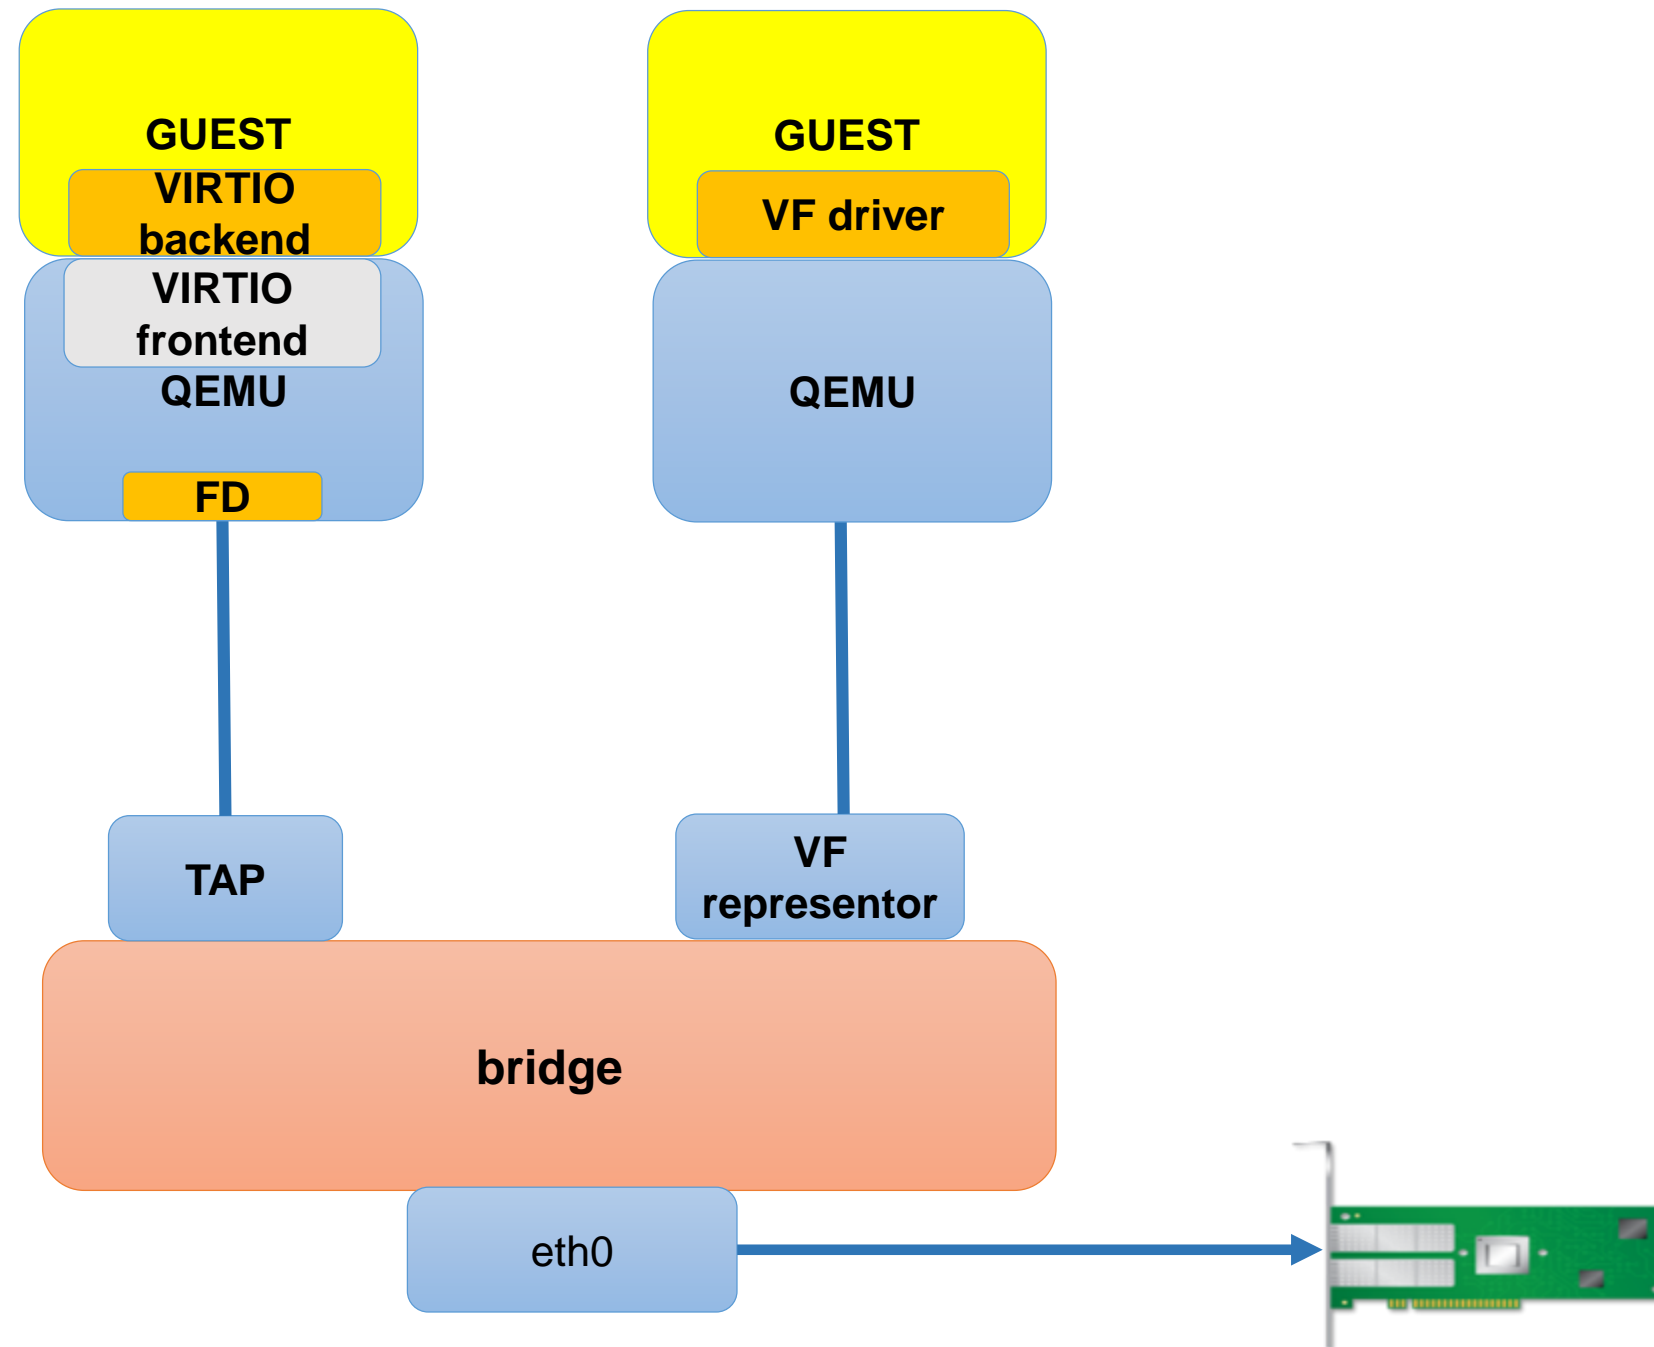 GUEST
VIRTIO
backend
VIRTIO
frontend
QEMU
FD
TAP
GUEST
VF driver
QEMU
VF
representor
bridge
eth0